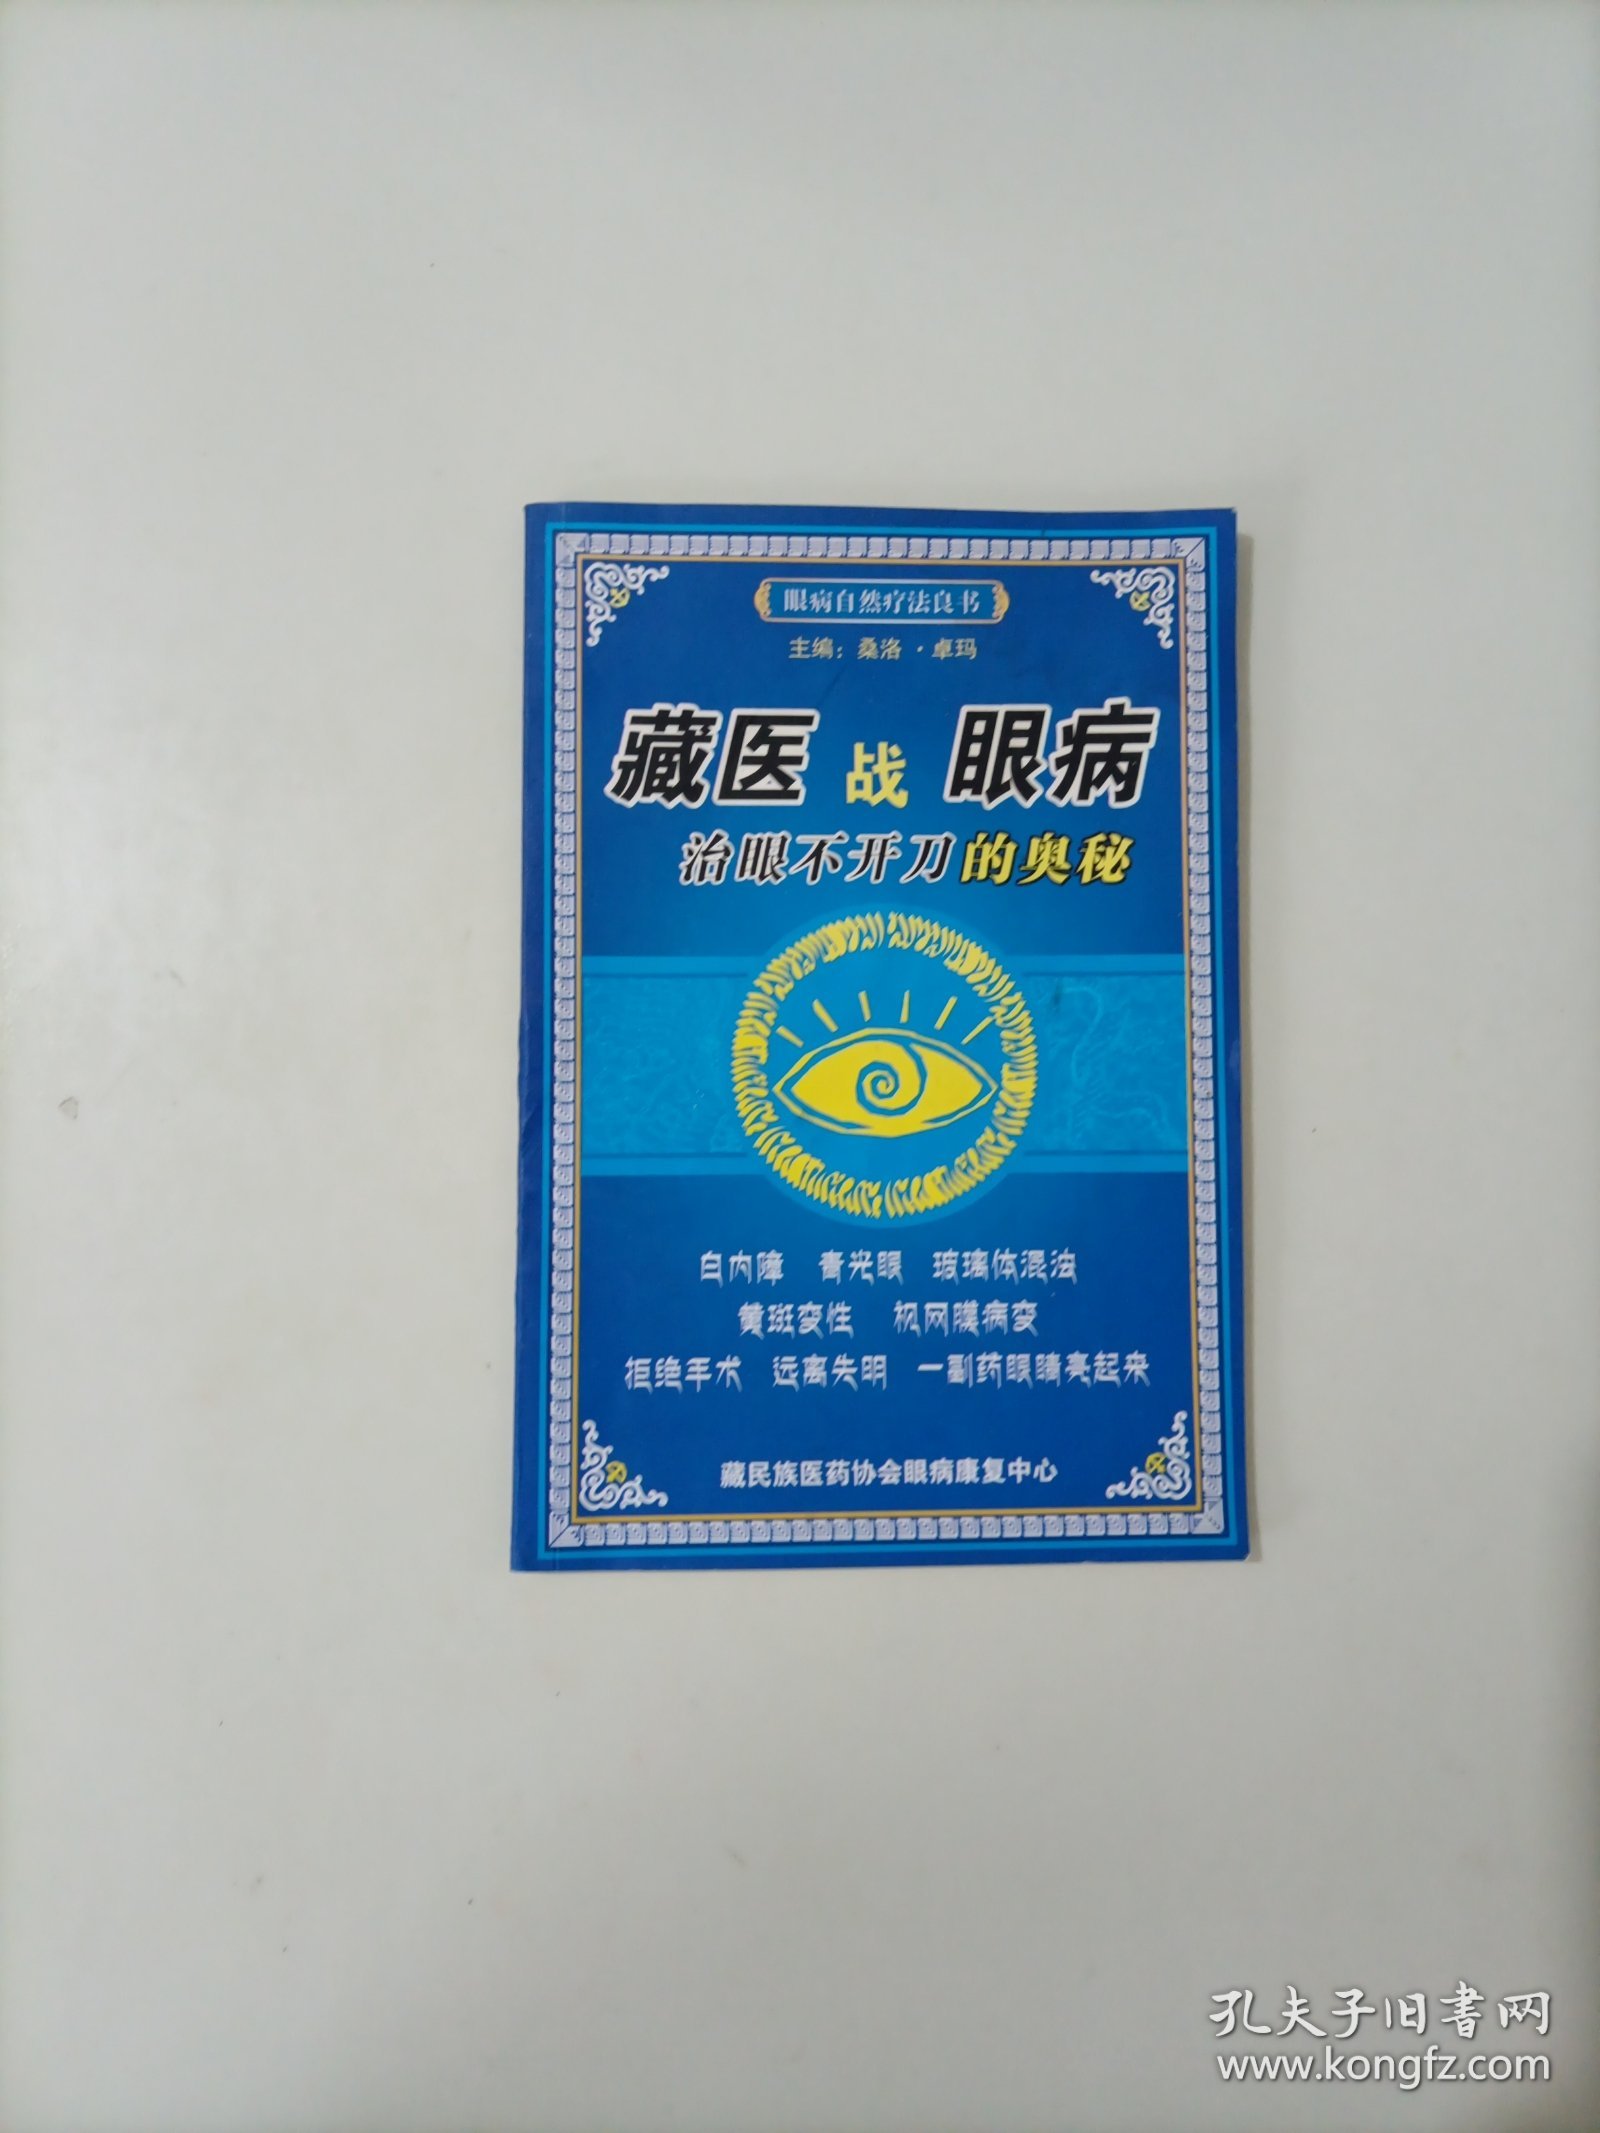 眼病自然疗法良书
主编：桑洛·卓玛
藏医战眼病
治眼不开刀的奥秘
白内障 青光眼 玻璃体混浊
黄斑变性 视网膜病变
拒绝手术 远离失明 一副药眼睛亮起来
藏民族医药协会眼病康复中心
孔夫子旧书网
www.kongfz.com